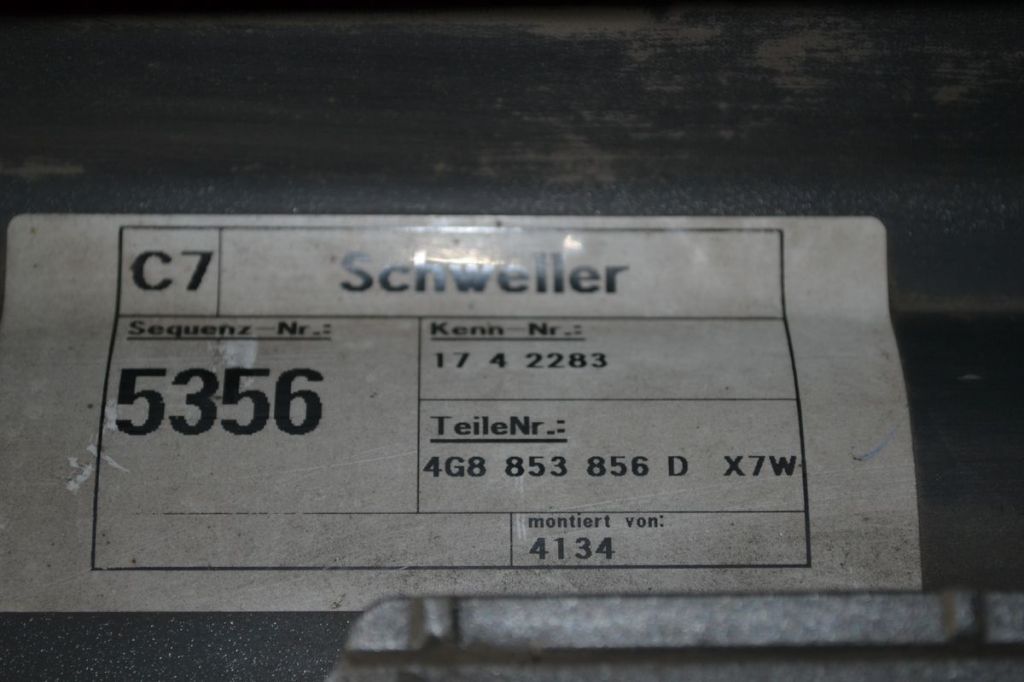 C7 Schweller
Sequenz-Nr.:
5356
Kenn-Nr.:
17 4 2283
TeileNr.:
4G8 853 856 D X7W
montiert von:
4134